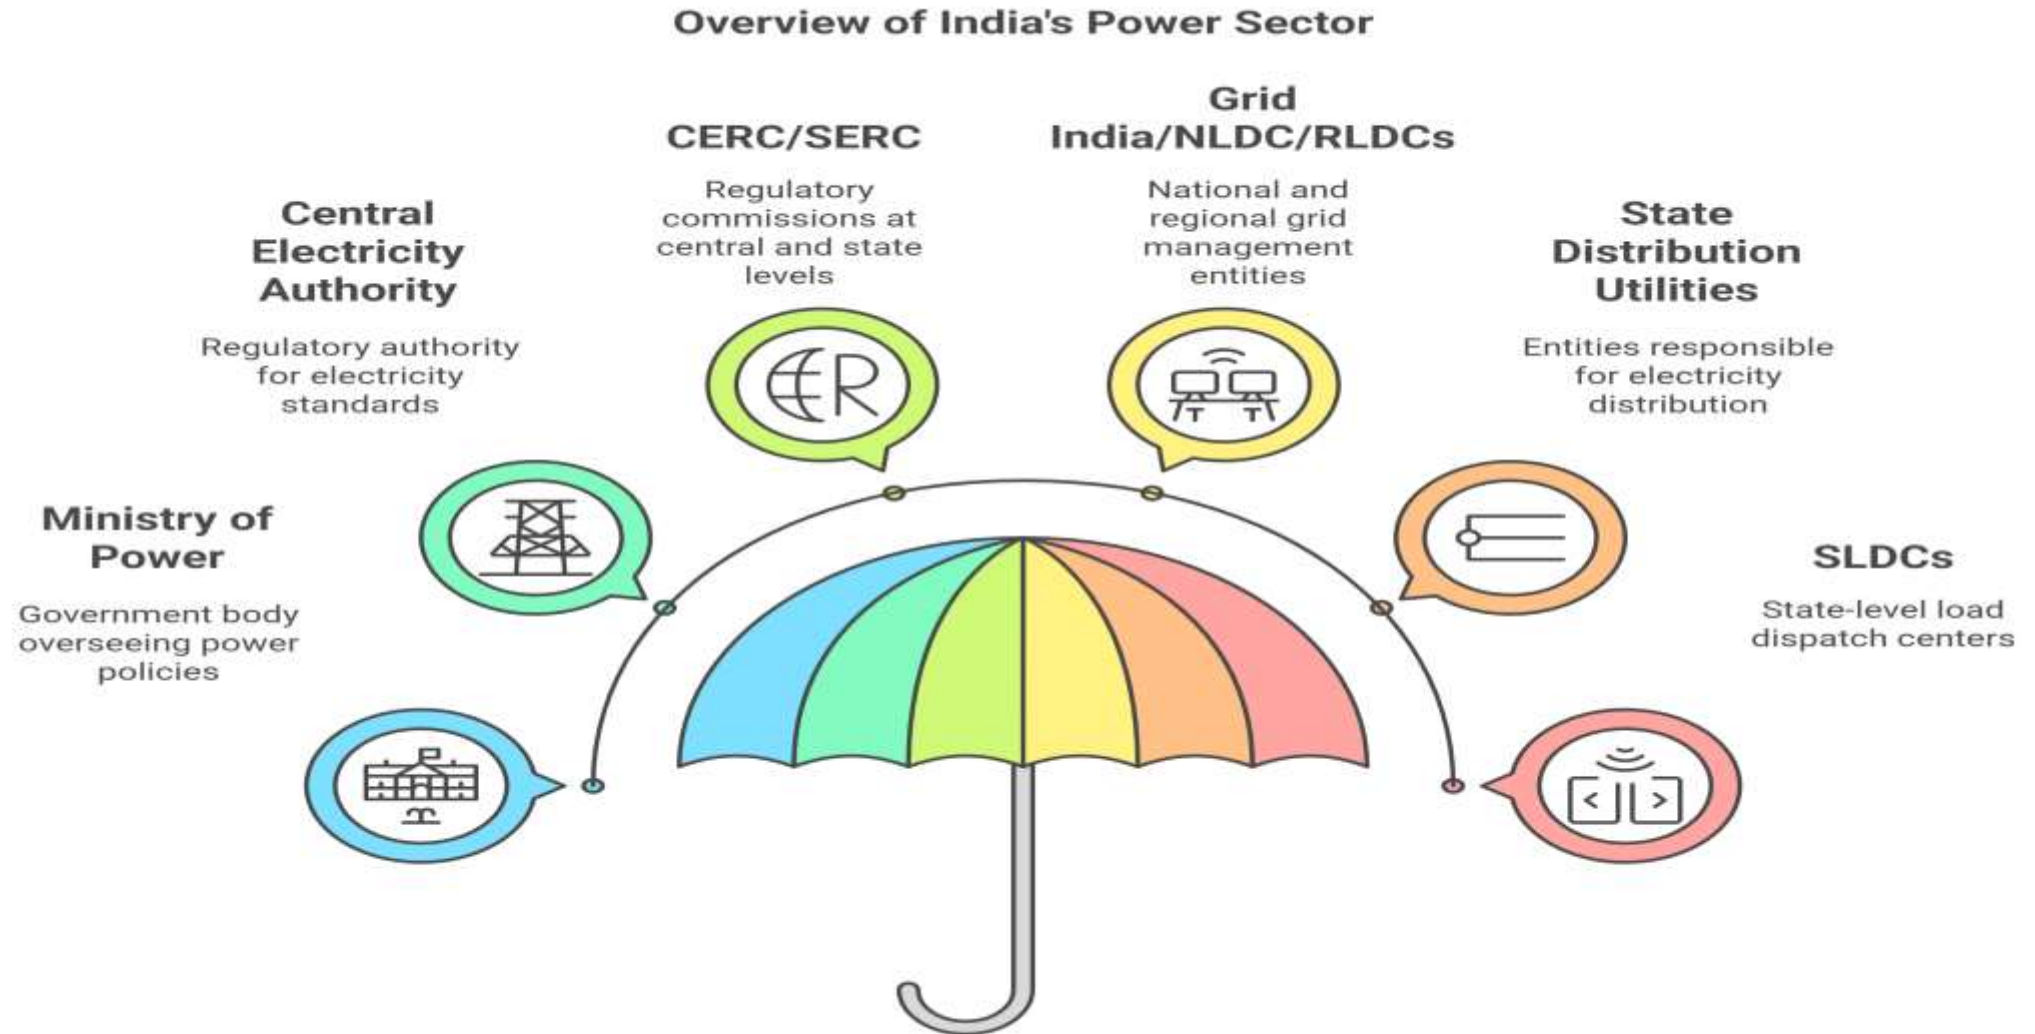 Overview of India's Power Sector
Ministry of
Power
Government body
overseeing power
policies
Central
Electricity
Authority
Regulatory authority
for electricity
standards
CERC/SERC
Regulatory
commissions at
central and state
levels
Grid
India/NLDC/RLDCs
National and
regional grid
management
entities
State
Distribution
Utilities
Entities responsible
for electricity
distribution
SLDCs
State-level load
dispatch centers